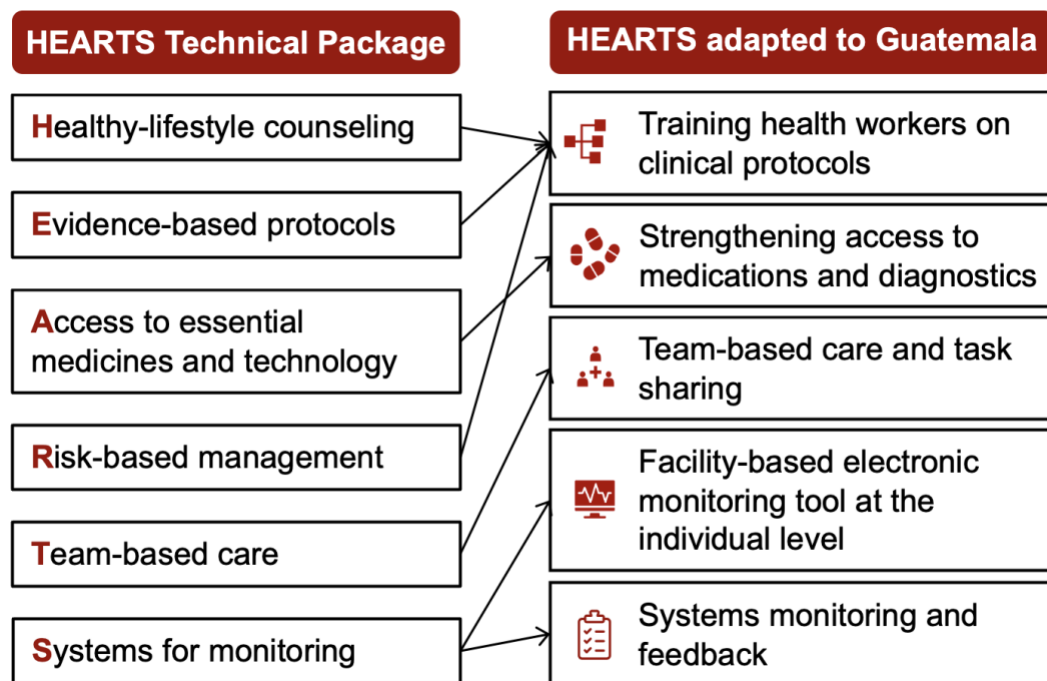 HEARTS Technical Package
Healthy-lifestyle counseling
Evidence-based protocols
Access to essential
medicines and technology
Risk-based management
Team-based care
Systems for monitoring
HEARTS adapted to Guatemala
Training health workers on
clinical protocols
Strengthening access to
medications and diagnostics
Team-based care and task
sharing
Facility-based electronic
monitoring tool at the
individual level
Systems monitoring and
feedback